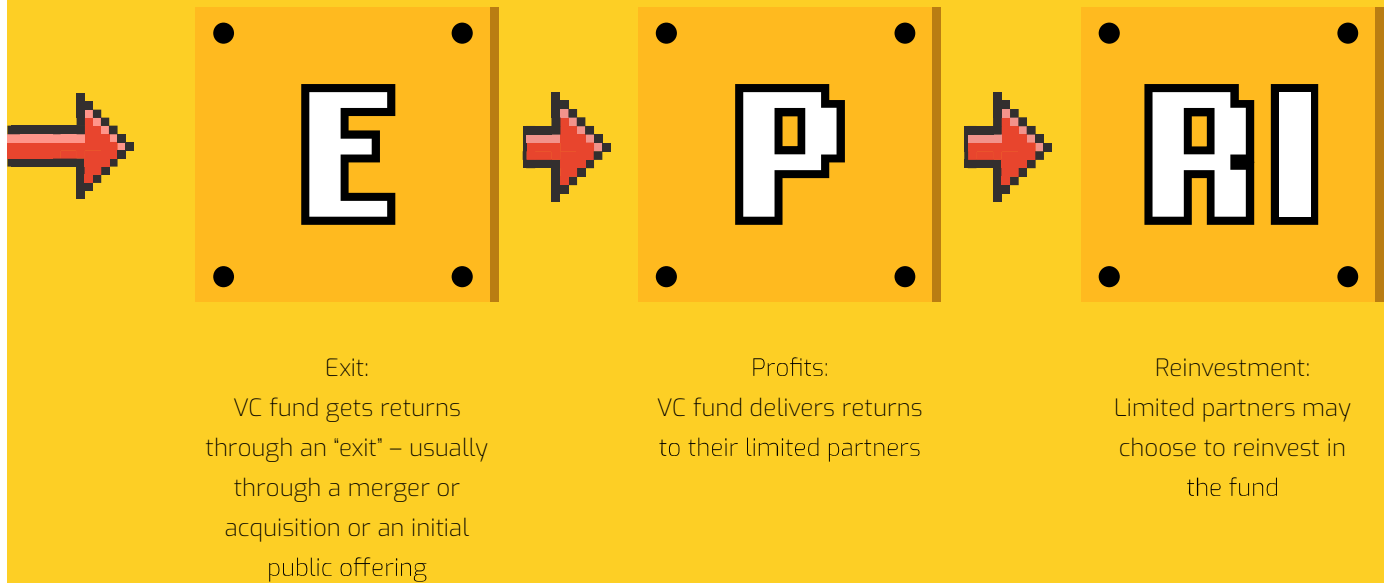 E
P
RI
Exit:
VC fund gets returns
through an “ex” – usually
through a merger or
acquisition or an initial
public offering
Profits:
VC fund delivers returns
to their limited partners
Reinvestment:
Limited partners may
choose to reinvest in
the fund